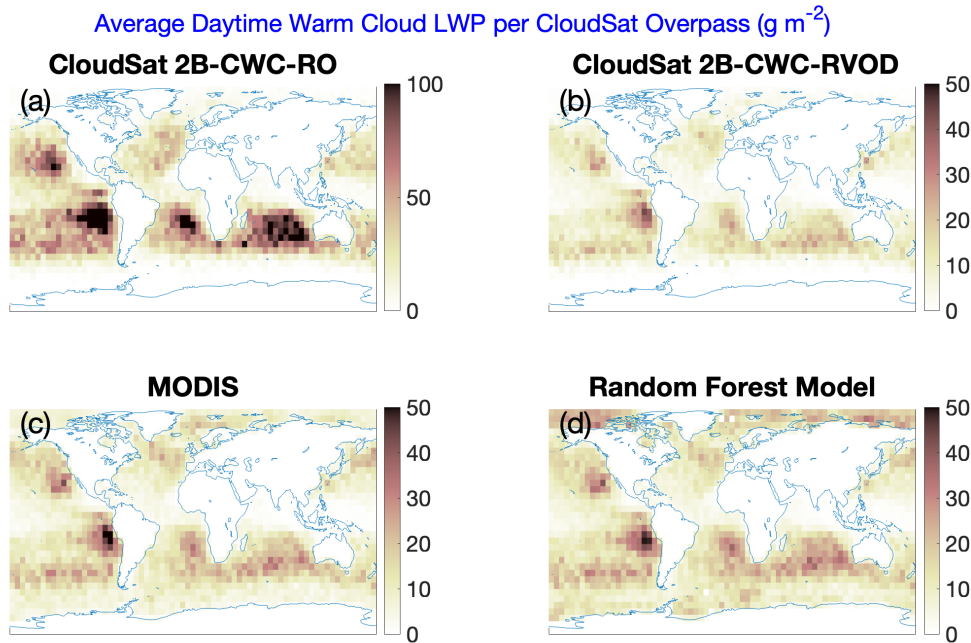 Average Daytime Warm Cloud LWP per CloudSat Overpass (g m⁻²)
CloudSat 2B-CWC-RO
CloudSat 2B-CWC-RVOD
(a)
100
50
0
(b)
50
40
30
20
10
0
MODIS
Random Forest Model
(c)
50
40
30
20
10
0
(d)
50
40
30
20
10
0